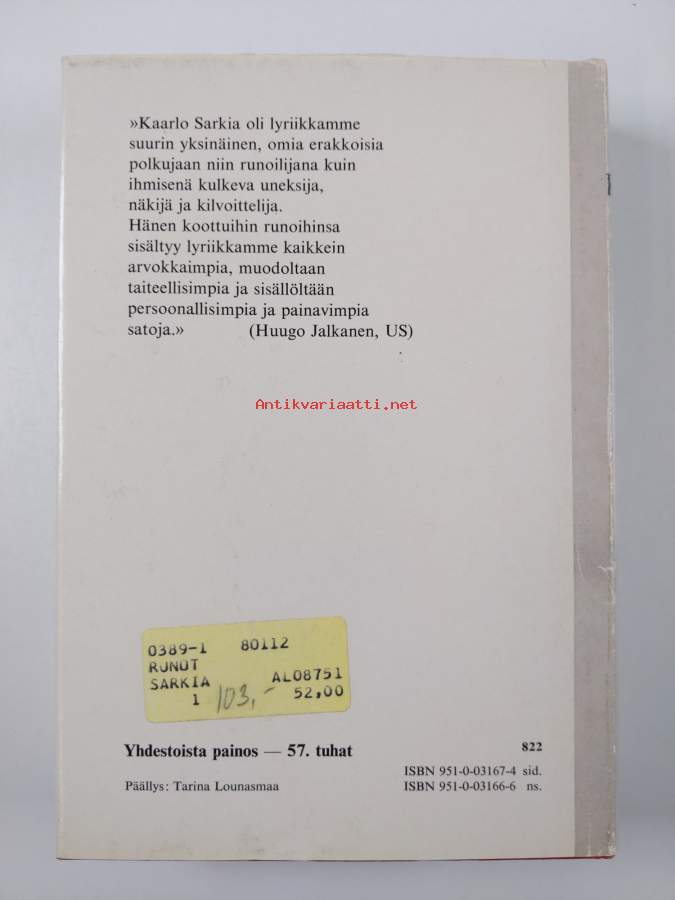 »Kaarlo Sarkia oli lyriikkamme
suurin yksinäinen, omia erakkoisia
polkujaan niin runoilijana kuin
ihmisenä kulkeva uneksija,
näkijä ja kilvoittelija.
Hänen koottuihin runoihinsa
sisältyy lyriikkamme kaikkein
arvokkaimpia, muodoltaan
taiteellisimpia ja sisällöltään
persoonallisimpia ja painavimpia
satoja.» (Huugo Jalkanen, US)
Antikvariaatti.net
0389-1 80112
RUNOT
SARKIA AL08751
1 103,- 52,00
Yhdestoista painos — 57. tuhat 822
ISBN 951-0-03167-4 sid.
Päällys: Tarina Lounasmaa ISBN 951-0-03166-6 ns.